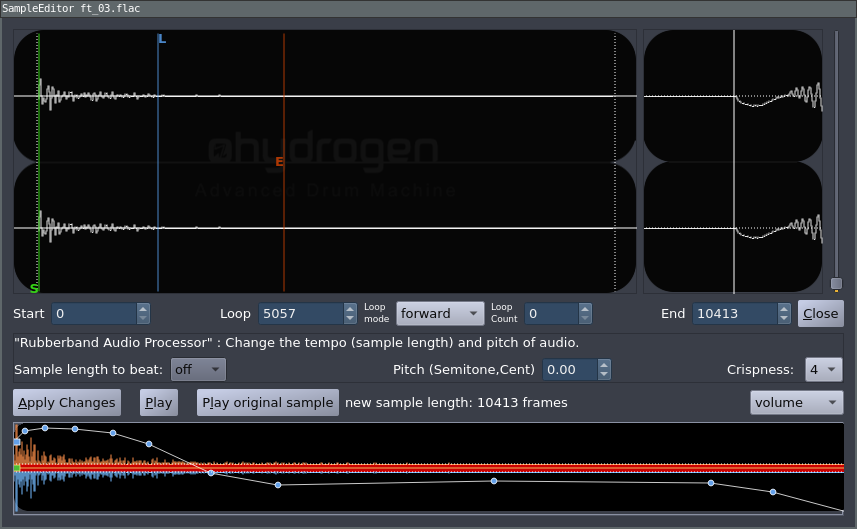 SampleEditor ft_03.flac
L
øhydrogen
E
Advanced Drum Machine
S
Start 0 Loop 5057 Loop mode forward Loop Count 0 End 10413 Close
"Rubberband Audio Processor" : Change the tempo (sample length) and pitch of audio.
Sample length to beat: off Pitch (Semitone,Cent) 0.00 Crispness: 4
Apply Changes Play Play original sample new sample length: 10413 frames volume